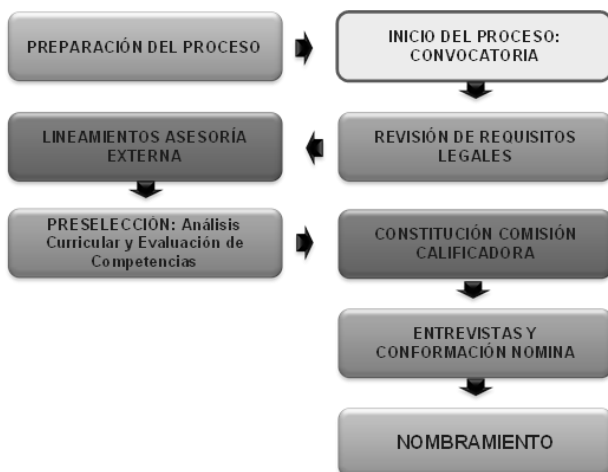 PREPARACIÓN DEL PROCESO
INICIO DEL PROCESO:
CONVOCATORIA
REVISIÓN DE REQUISITOS
LEGALES
LINEAMIENTOS ASESORÍA
EXTERNA
PRESELECCIÓN: Análisis
Curricular y Evaluación de
Competencias
CONSTITUCIÓN COMISIÓN
CALIFICADORA
ENTREVISTAS Y
CONFORMACIÓN NOMINA
NOMBRAMIENTO